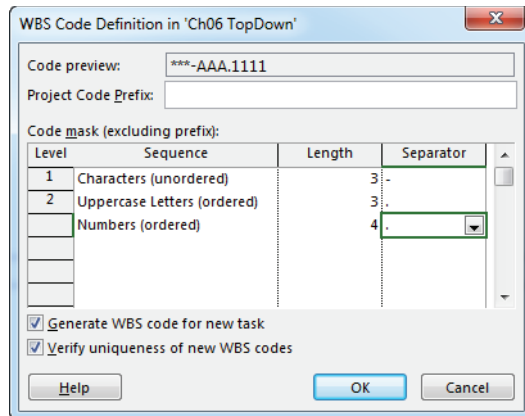 WBS Code Definition in 'Ch06 TopDown'
Code preview: ***-AAA.1111
Project Code Prefix:
Code mask (excluding prefix):
Level Sequence Length Separator
1 Characters (unordered) 3 -
2 Uppercase Letters (ordered) 3 .
Numbers (ordered) 4 .
Generate WBS code for new task
Verify uniqueness of new WBS codes
Help OK Cancel